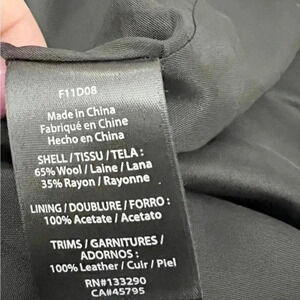 F11D08
Made in China
Fabriqué en Chine
Hecho en China
SHELL / TISSU / TELA :
65% Wool / Laine / Lana
35% Rayon / Rayonne
LINING / DOUBLURE / FORRO :
100% Acetate / Acetato
TRIMS / GARNITURES /
ADORNOS :
100% Leather / Cuir / Piel
RN#133290
CA#45795